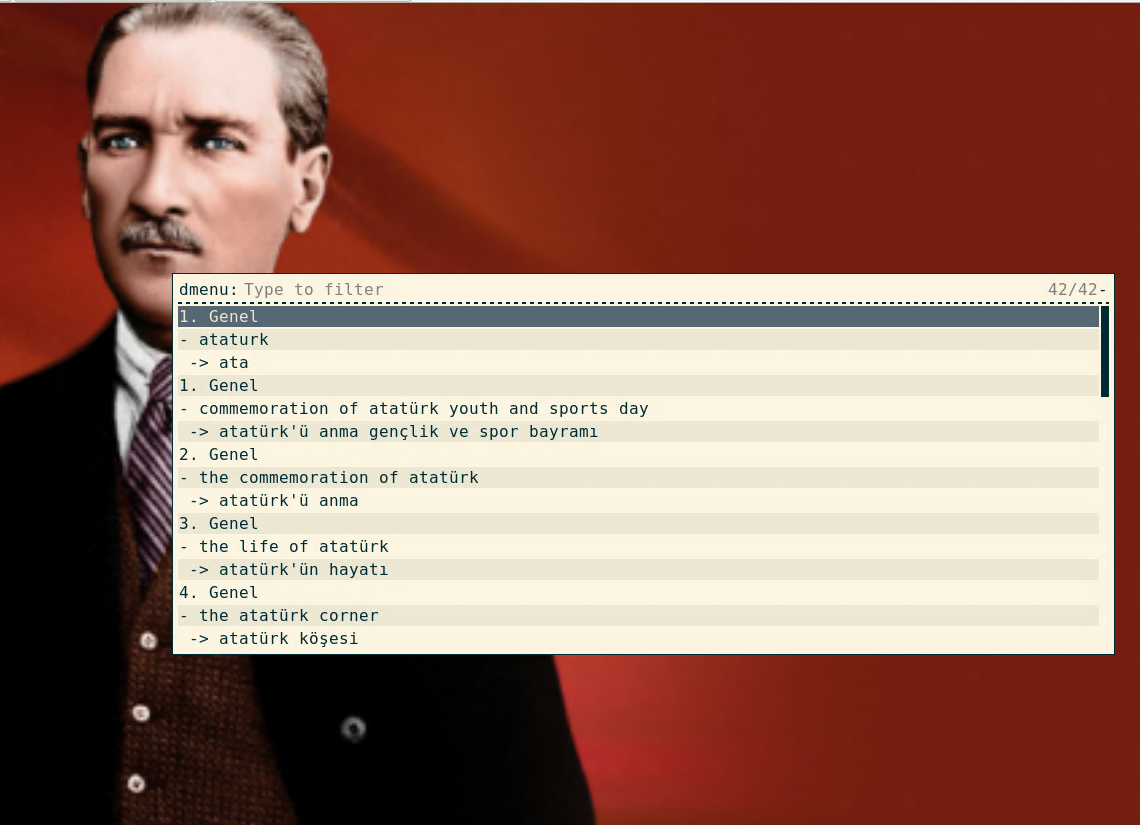 dmenu: Type to filter 42/42-
1. Genel
- ataturk
-> ata
1. Genel
- commemoration of atatürk youth and sports day
-> atatürk'ü anma gençlik ve spor bayramı
2. Genel
- the commemoration of atatürk
-> atatürk'ü anma
3. Genel
- the life of atatürk
-> atatürk'ün hayatı
4. Genel
- the atatürk corner
-> atatürk köşesi